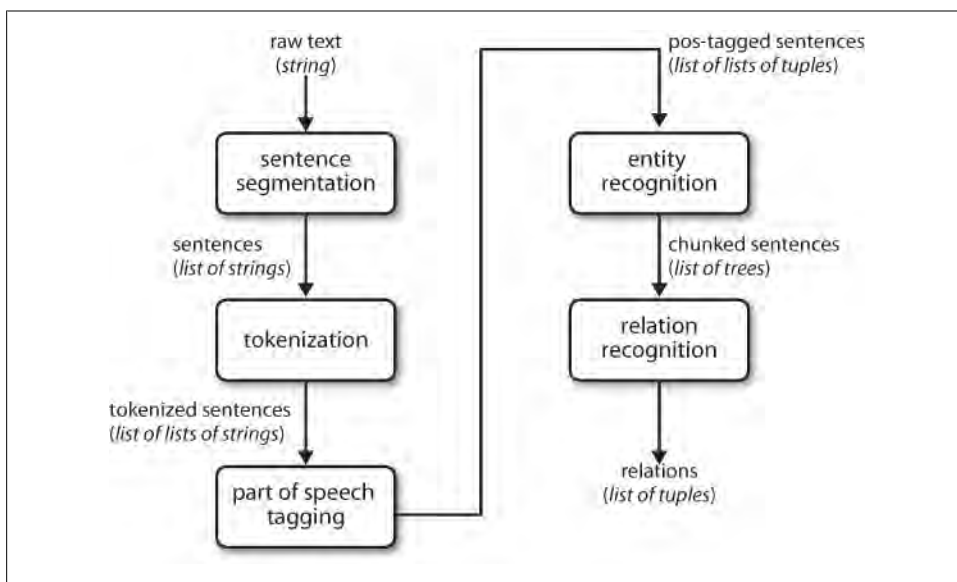 raw text
(string)
sentence
segmentation
sentences
(list of strings)
tokenization
tokenized sentences
(list of lists of strings)
part of speech
tagging
pos-tagged sentences
(list of lists of tuples)
entity
recognition
chunked sentences
(list of trees)
relation
recognition
relations
(list of tuples)